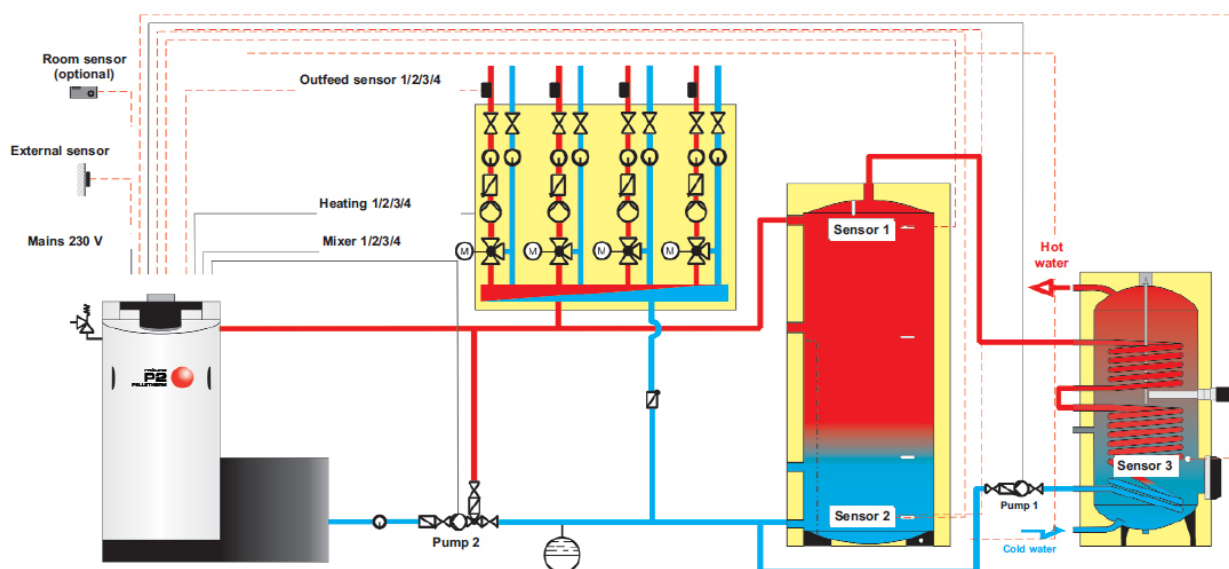 Room sensor
(optional)
Outfeed sensor 1/2/3/4
External sensor
Heating 1/2/3/4
Mains 230 V
Mixer 1/2/3/4
M
M
M
M
Sensor 1
Hot
water
P2
PELLETHERM
Sensor 3
Sensor 2
Pump 1
Pump 2
Cold water